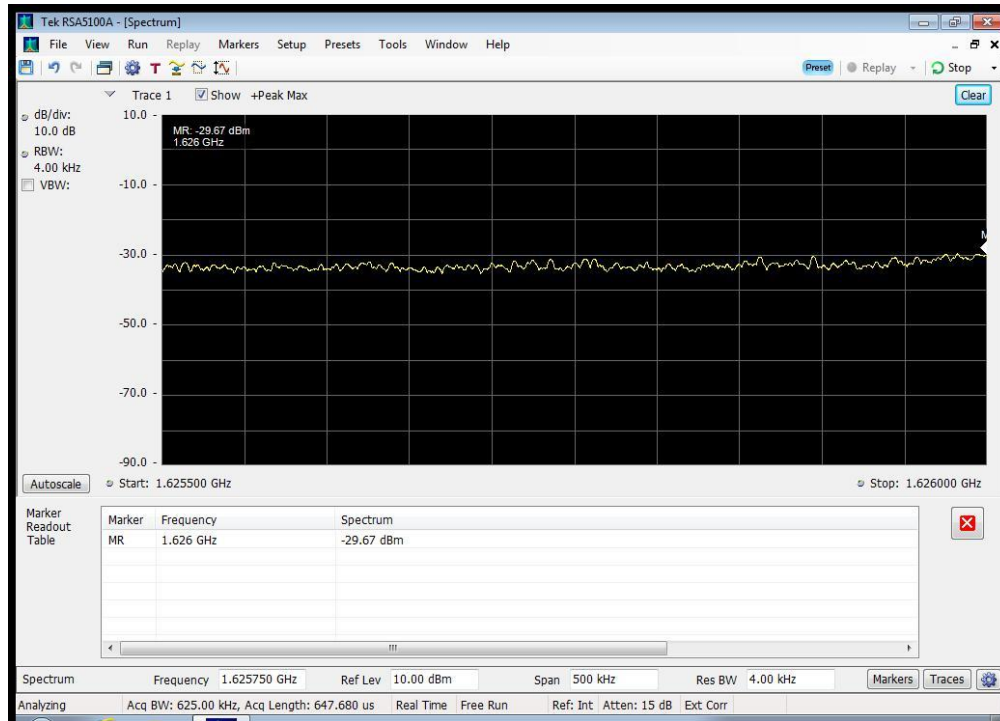 Tek RSA5100A - [Spectrum]
File View Run Replay Markers Setup Presets Tools Window Help
T Preset Replay Stop
Trace 1 Show +Peak Max Clear
dB/div: 10.0
10.0 dB
MR: -29.67 dBm
1.626 GHz
RBW:
4.00 kHz
VBW: -10.0
M
-30.0
-50.0
-70.0
-90.0
Autoscale Start: 1.625500 GHz Stop: 1.626000 GHz
Marker Readout Table
Marker Frequency Spectrum
MR 1.626 GHz -29.67 dBm
Spectrum Frequency 1.625750 GHz Ref Lev 10.00 dBm Span 500 kHz Res BW 4.00 kHz Markers Traces
Analyzing Acq BW: 625.00 kHz, Acq Length: 647.680 us Real Time Free Run Ref: Int Atten: 15 dB Ext Corr